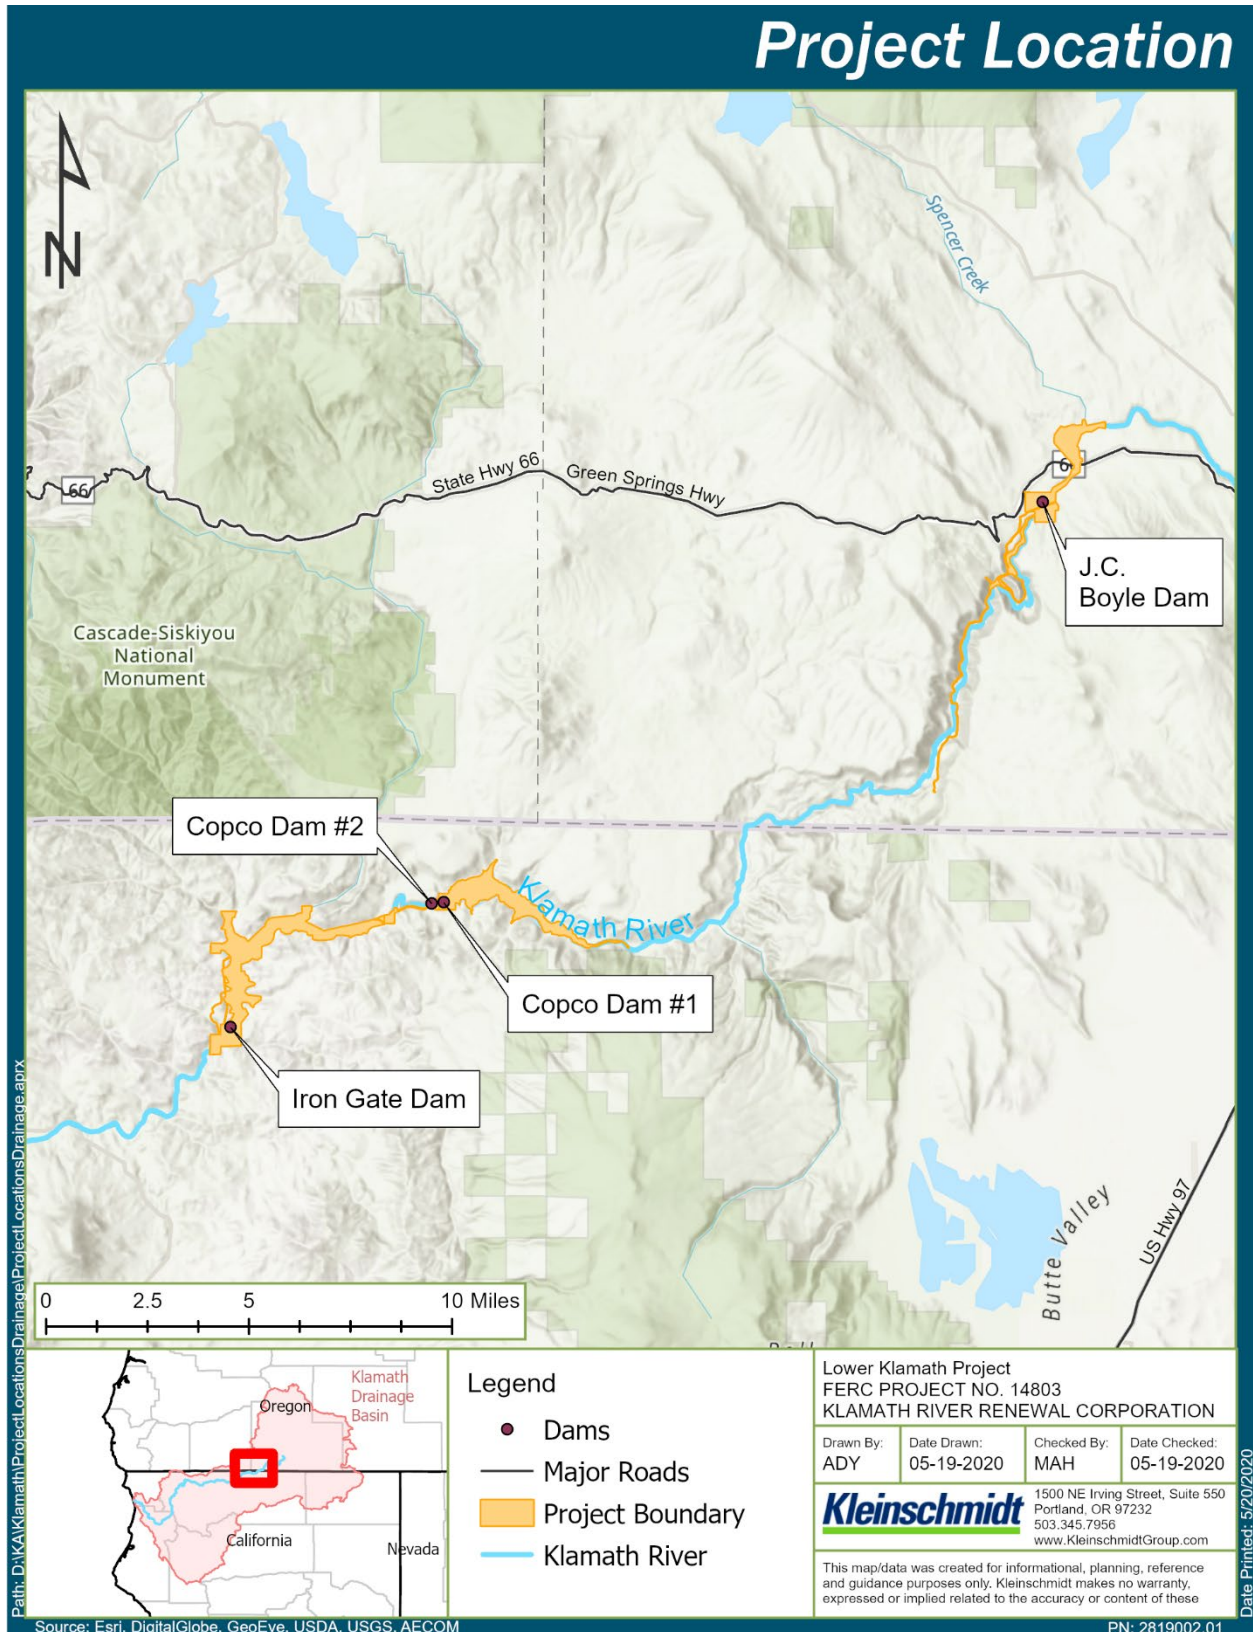 Project Location
N
Spencer Creek
66
State Hwy 66
Green Springs Hwy
J.C.
Boyle Dam
Cascade-Siskiyou
National
Monument
Copco Dam #2
Klamath River
Copco Dam #1
Iron Gate Dam
Butte Valley
US Hwy 97
0 2.5 5 10 Miles
Klamath
Drainage
Basin
Oregon
California
Nevada
Legend
Dams
Major Roads
Project Boundary
Klamath River
Lower Klamath Project
FERC PROJECT NO. 14803
KLAMATH RIVER RENEWAL CORPORATION
Drawn By:
ADY
Date Drawn:
05-19-2020
Checked By:
MAH
Date Checked:
05-19-2020
Kleinschmidt
1500 NE Irving Street, Suite 550
Portland, OR 97232
503.345.7956
www.KleinschmidtGroup.com
This map/data was created for informational, planning, reference
and guidance purposes only. Kleinschmidt makes no warranty,
expressed or implied related to the accuracy or content of these
Path: D:\KA\Klamath\ProjectLocationsDrainage\ProjectLocationsDrainage.aprx
Date Printed: 5/20/2020
Source: Esri, DigitalGlobe, GeoEye, USDA, USGS, AECOM
PN: 2819002.01